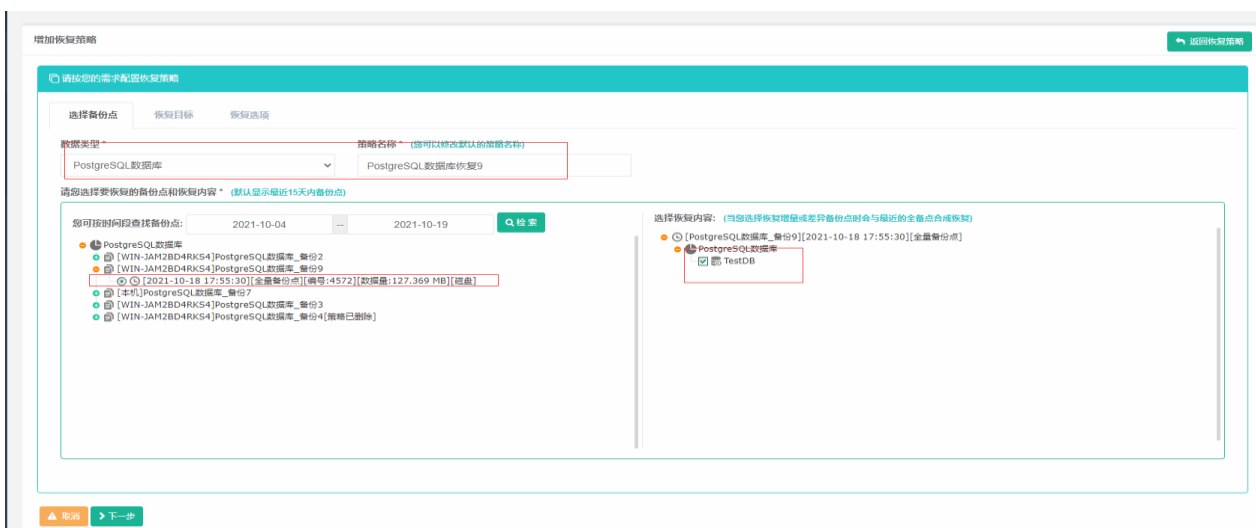 增加恢复策略
返回恢复策略
请按您的需求配置恢复策略
选择备份点 恢复目标 恢复选项
数据类型 * 策略名称 * (您可以修改默认的策略名称)
PostgreSQL数据库 PostgreSQL数据库恢复9
请您选择要恢复的备份点和恢复内容 * (默认显示最近15天内备份点)
您可按时间段查找备份点: 2021-10-04 -- 2021-10-19 检索
PostgreSQL数据库
[WIN-JAM2BD4RKS4]PostgreSQL数据库_备份2
[WIN-JAM2BD4RKS4]PostgreSQL数据库_备份9
[2021-10-18 17:55:30][全量备份点][编号:4572][数据量:127.369 MB][磁盘]
[本机]PostgreSQL数据库_备份7
[WIN-JAM2BD4RKS4]PostgreSQL数据库_备份3
[WIN-JAM2BD4RKS4]PostgreSQL数据库_备份4[策略已删除]
选择恢复内容: (当您选择恢复增量或差异备份点时会与最近的全备点合成恢复)
[PostgreSQL数据库_备份9][2021-10-18 17:55:30][全量备份点]
PostgreSQL数据库
TestDB
取消 下一步